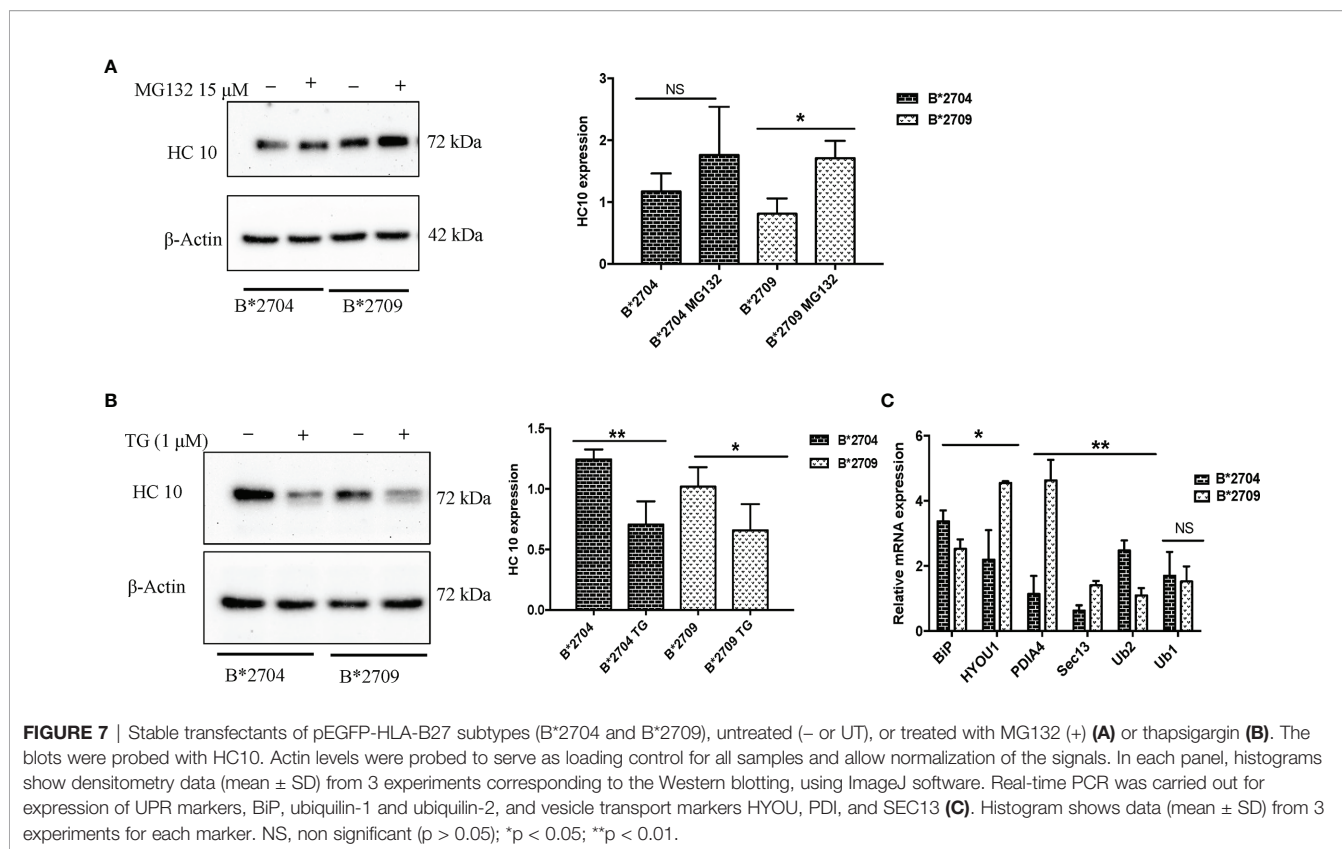 A
MG132 15 μM – + – +
HC 10
72 kDa
β-Actin
42 kDa
B*2704 B*2709
HC10 expression
3
2
1
0
NS
*
B*2704
B*2704 MG132
B*2709
B*2709 MG132
B*2704
B*2709
B
TG (1 μM) – + – +
HC 10
72 kDa
β-Actin
72 kDa
B*2704 B*2709
HC 10 expression
1.5
1.0
0.5
0.0
**
*
B*2704
B*2704 TG
B*2709
B*2709 TG
B*2704
B*2709
C
Relative mRNA expression
6
4
2
0
*
**
NS
BiP
HYOU1
PDIA4
Sec13
Ub2
Ub1
B*2704
B*2709
FIGURE 7 | Stable transfectants of pEGFP-HLA-B27 subtypes (B*2704 and B*2709), untreated (– or UT), or treated with MG132 (+) (A) or thapsigargin (B). The
blots were probed with HC10. Actin levels were probed to serve as loading control for all samples and allow normalization of the signals. In each panel, histograms
show densitometry data (mean ± SD) from 3 experiments corresponding to the Western blotting, using ImageJ software. Real-time PCR was carried out for
expression of UPR markers, BiP, ubiquilin-1 and ubiquilin-2, and vesicle transport markers HYOU, PDI, and SEC13 (C). Histogram shows data (mean ± SD) from 3
experiments for each marker. NS, non significant (p > 0.05); *p < 0.05; **p < 0.01.